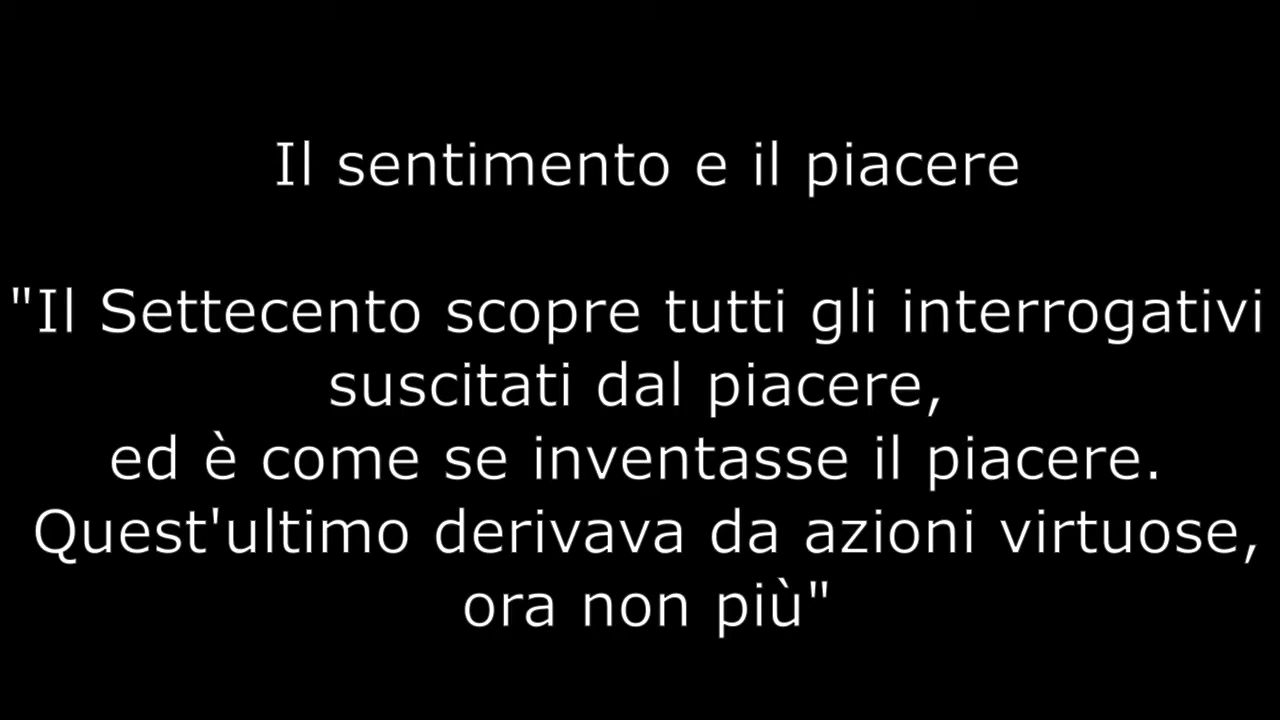 Il sentimento e il piacere
"Il Settecento scopre tutti gli interrogativi
suscitati dal piacere,
ed è come se inventasse il piacere.
Quest'ultimo derivava da azioni virtuose,
ora non più"